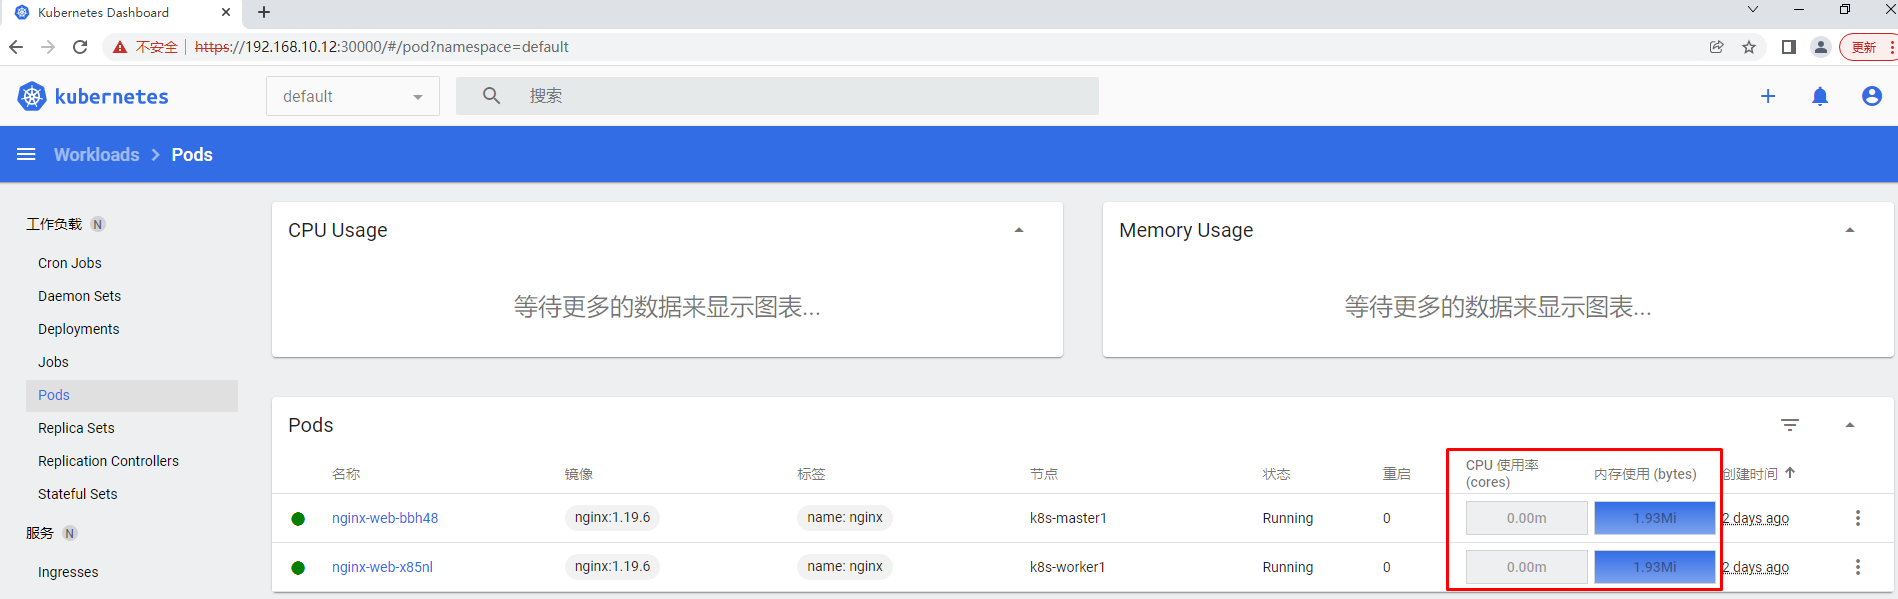 Kubernetes Dashboard
不安全 https://192.168.10.12:30000/#/pod?namespace=default
更新
kubernetes
default
搜索
Workloads
Pods
工作负载 N
Cron Jobs
Daemon Sets
Deployments
Jobs
Pods
Replica Sets
Replication Controllers
Stateful Sets
服务 N
Ingresses
CPU Usage
等待更多的数据来显示图表...
Memory Usage
等待更多的数据来显示图表...
Pods
名称 镜像 标签 节点 状态 重启 CPU 使用率 (cores) 内存使用 (bytes) 创建时间
nginx-web-bbh48 nginx:1.19.6 name: nginx k8s-master1 Running 0 0.00m 1.93Mi 2 days ago
nginx-web-x85nl nginx:1.19.6 name: nginx k8s-worker1 Running 0 0.00m 1.93Mi 2 days ago